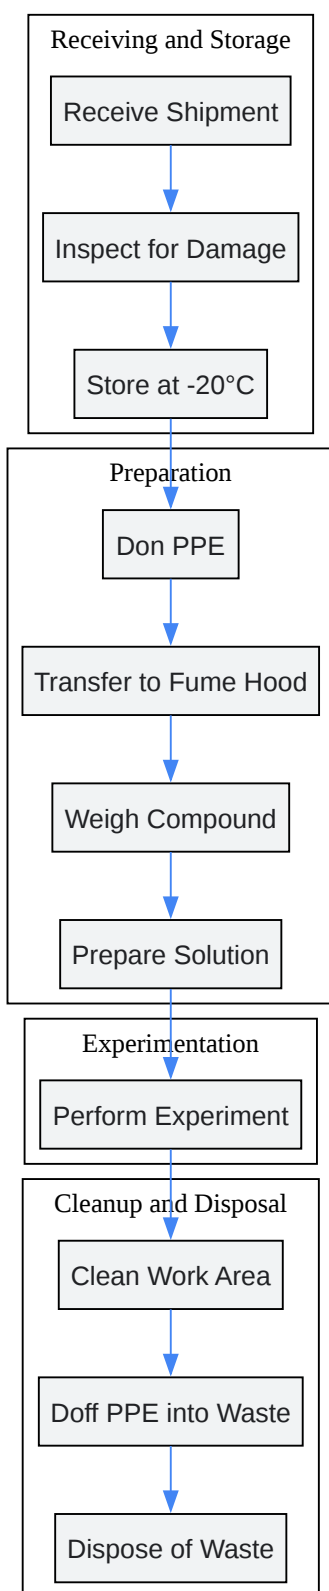 Receiving and Storage
Receive Shipment
Inspect for Damage
Store at -20°C
Preparation
Don PPE
Transfer to Fume Hood
Weigh Compound
Prepare Solution
Experimentation
Perform Experiment
Cleanup and Disposal
Clean Work Area
Doff PPE into Waste
Dispose of Waste